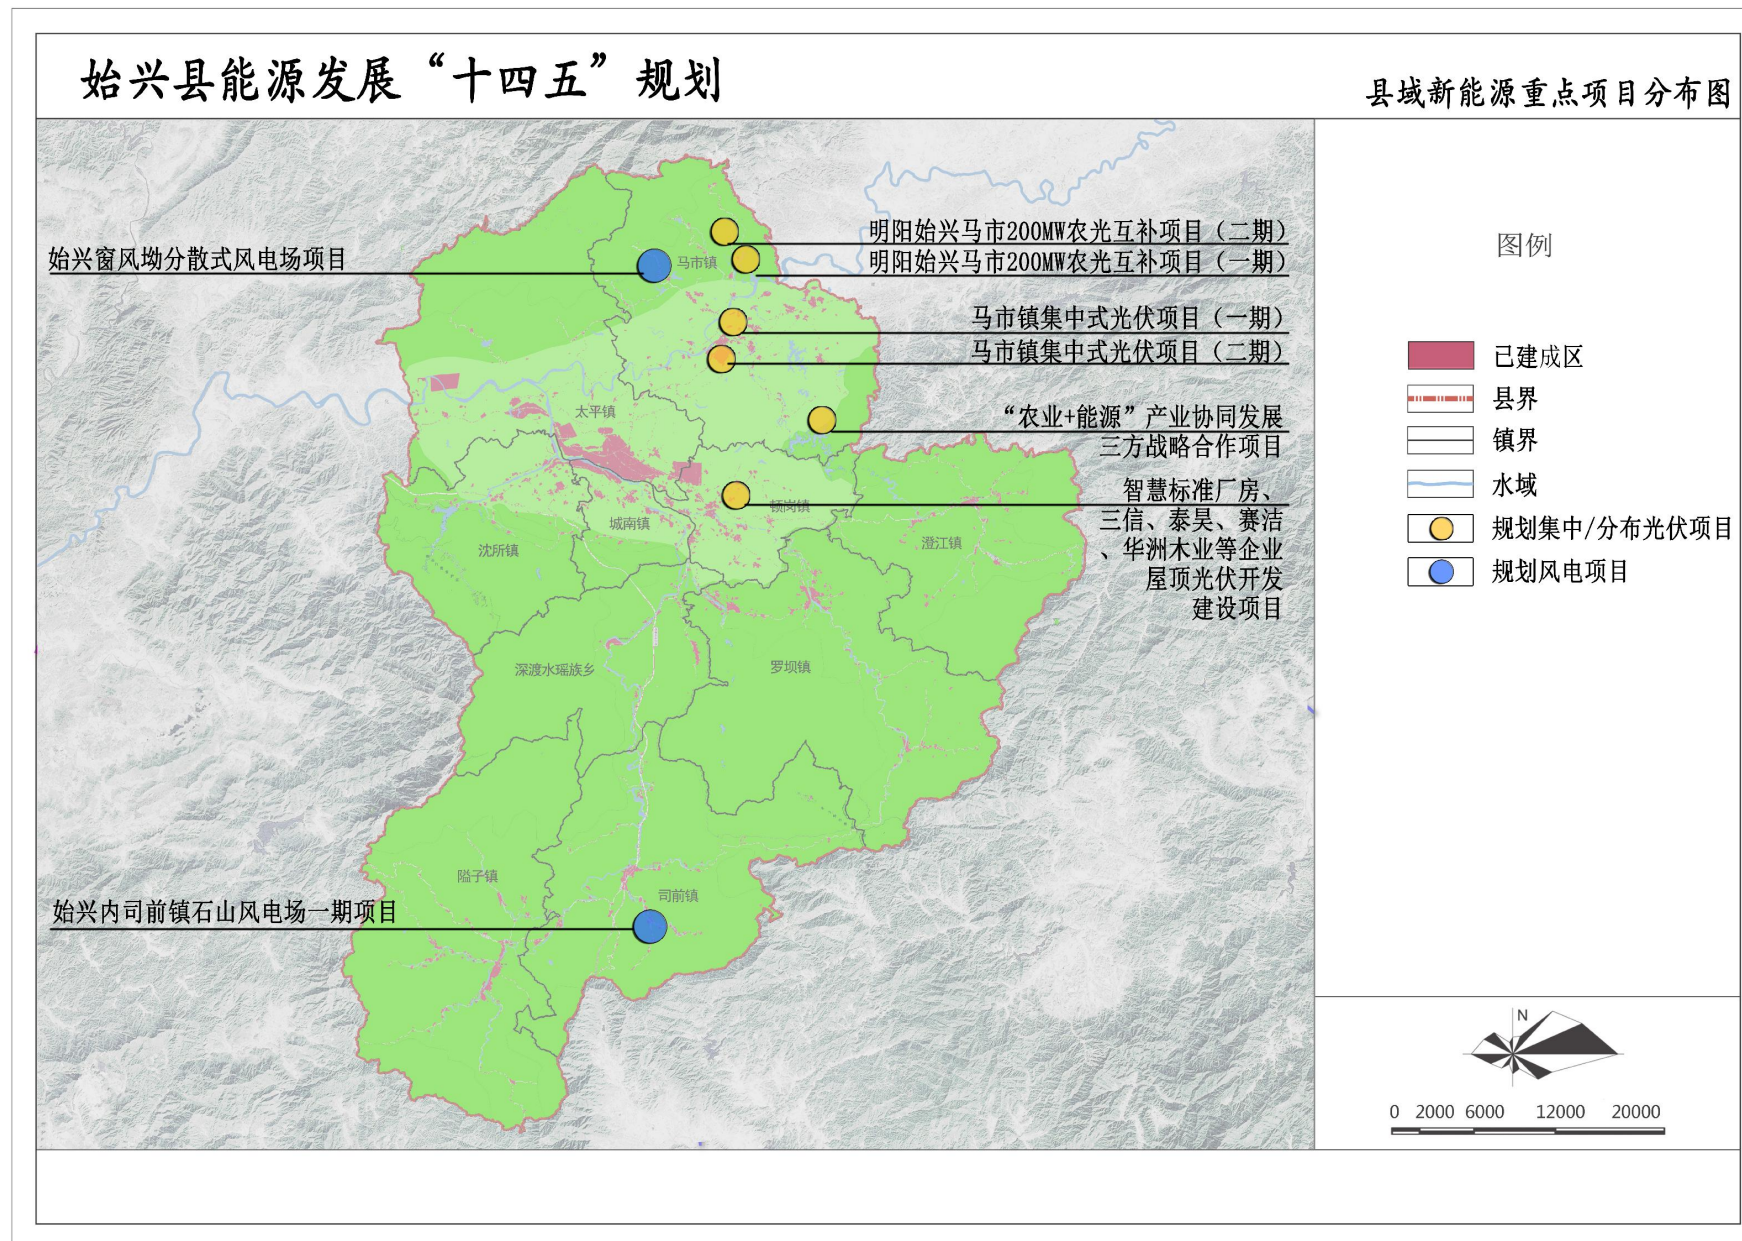 始兴县能源发展“十四五”规划
县域新能源重点项目分布图
明阳始兴马市200MW农光互补项目（二期）
始兴窗风坳分散式风电场项目
马市镇
明阳始兴马市200MW农光互补项目（一期）
马市镇集中式光伏项目（一期）
马市镇集中式光伏项目（二期）
太平镇
“农业+能源”产业协同发展
三方战略合作项目
智慧标准厂房、
三信、泰昊、赛洁
、华洲木业等企业
屋顶光伏开发
建设项目
顿岗镇
城南镇
沈所镇
澄江镇
深渡水瑶族乡
罗坝镇
隘子镇
司前镇
始兴内司前镇石山风电场一期项目
图例
已建成区
县界
镇界
水域
规划集中/分布光伏项目
规划风电项目
N
0 2000 6000 12000 20000